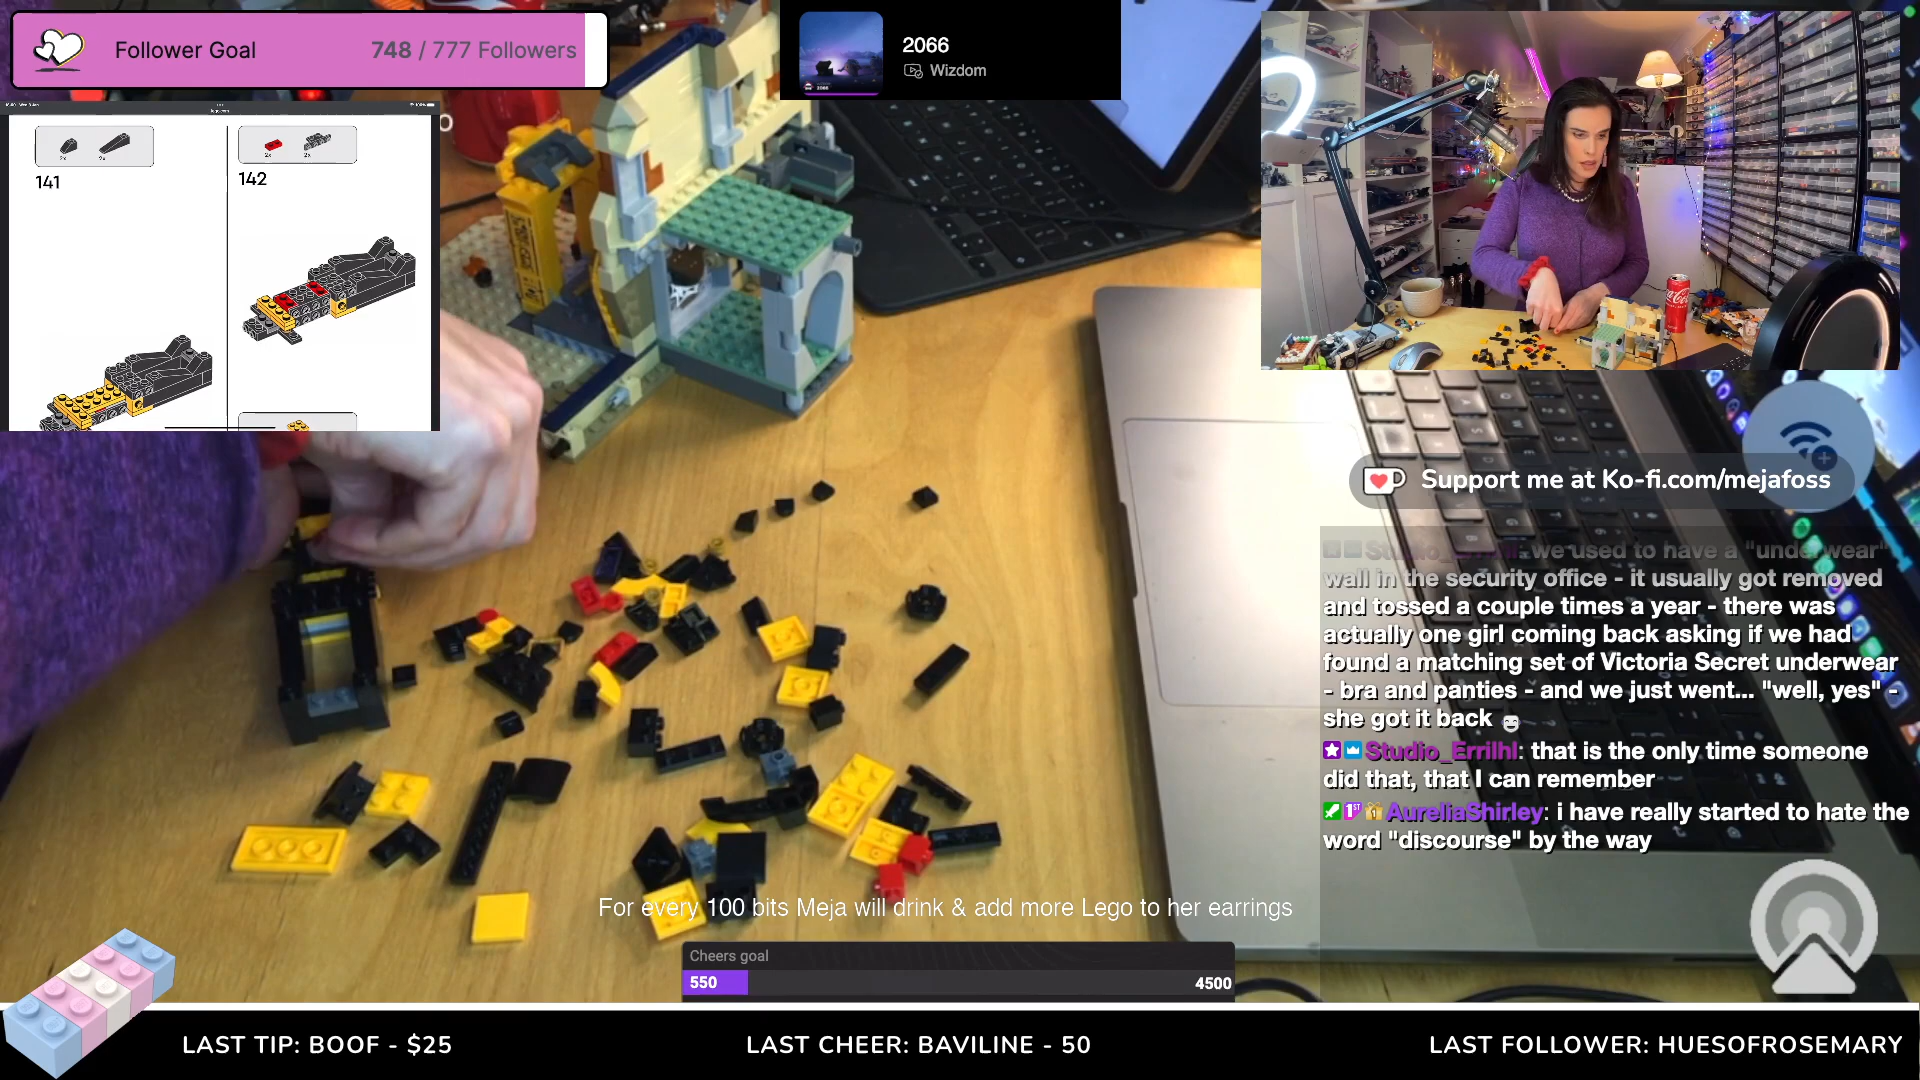 Follower Goal
748 / 777 Followers
2066
Wizdom
lego.com
2x
2x
141
2x
2x
142
Support me at Ko-fi.com/mejafoss
we used to have a "underwear"
wall in the security office - it usually got removed
and tossed a couple times a year - there was
actually one girl coming back asking if we had
found a matching set of Victoria Secret underwear
- bra and panties - and we just went... "well, yes" -
she got it back
Studio_Errilhl: that is the only time someone
did that, that I can remember
AureliaShirley: i have really started to hate the
word "discourse" by the way
For every 100 bits Meja will drink & add more Lego to her earrings
Cheers goal
550
4500
LAST TIP: BOOF - $25
LAST CHEER: BAVILINE - 50
LAST FOLLOWER: HUESOFROSEMARY